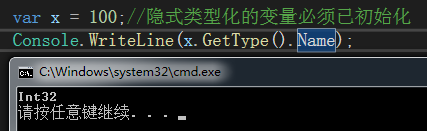 var x = 100;//隐式类型化的变量必须已初始化
Console.WriteLine(x.GetType().Name);
C:\Windows\system32\cmd.exe
Int32
请按任意键继续. . .